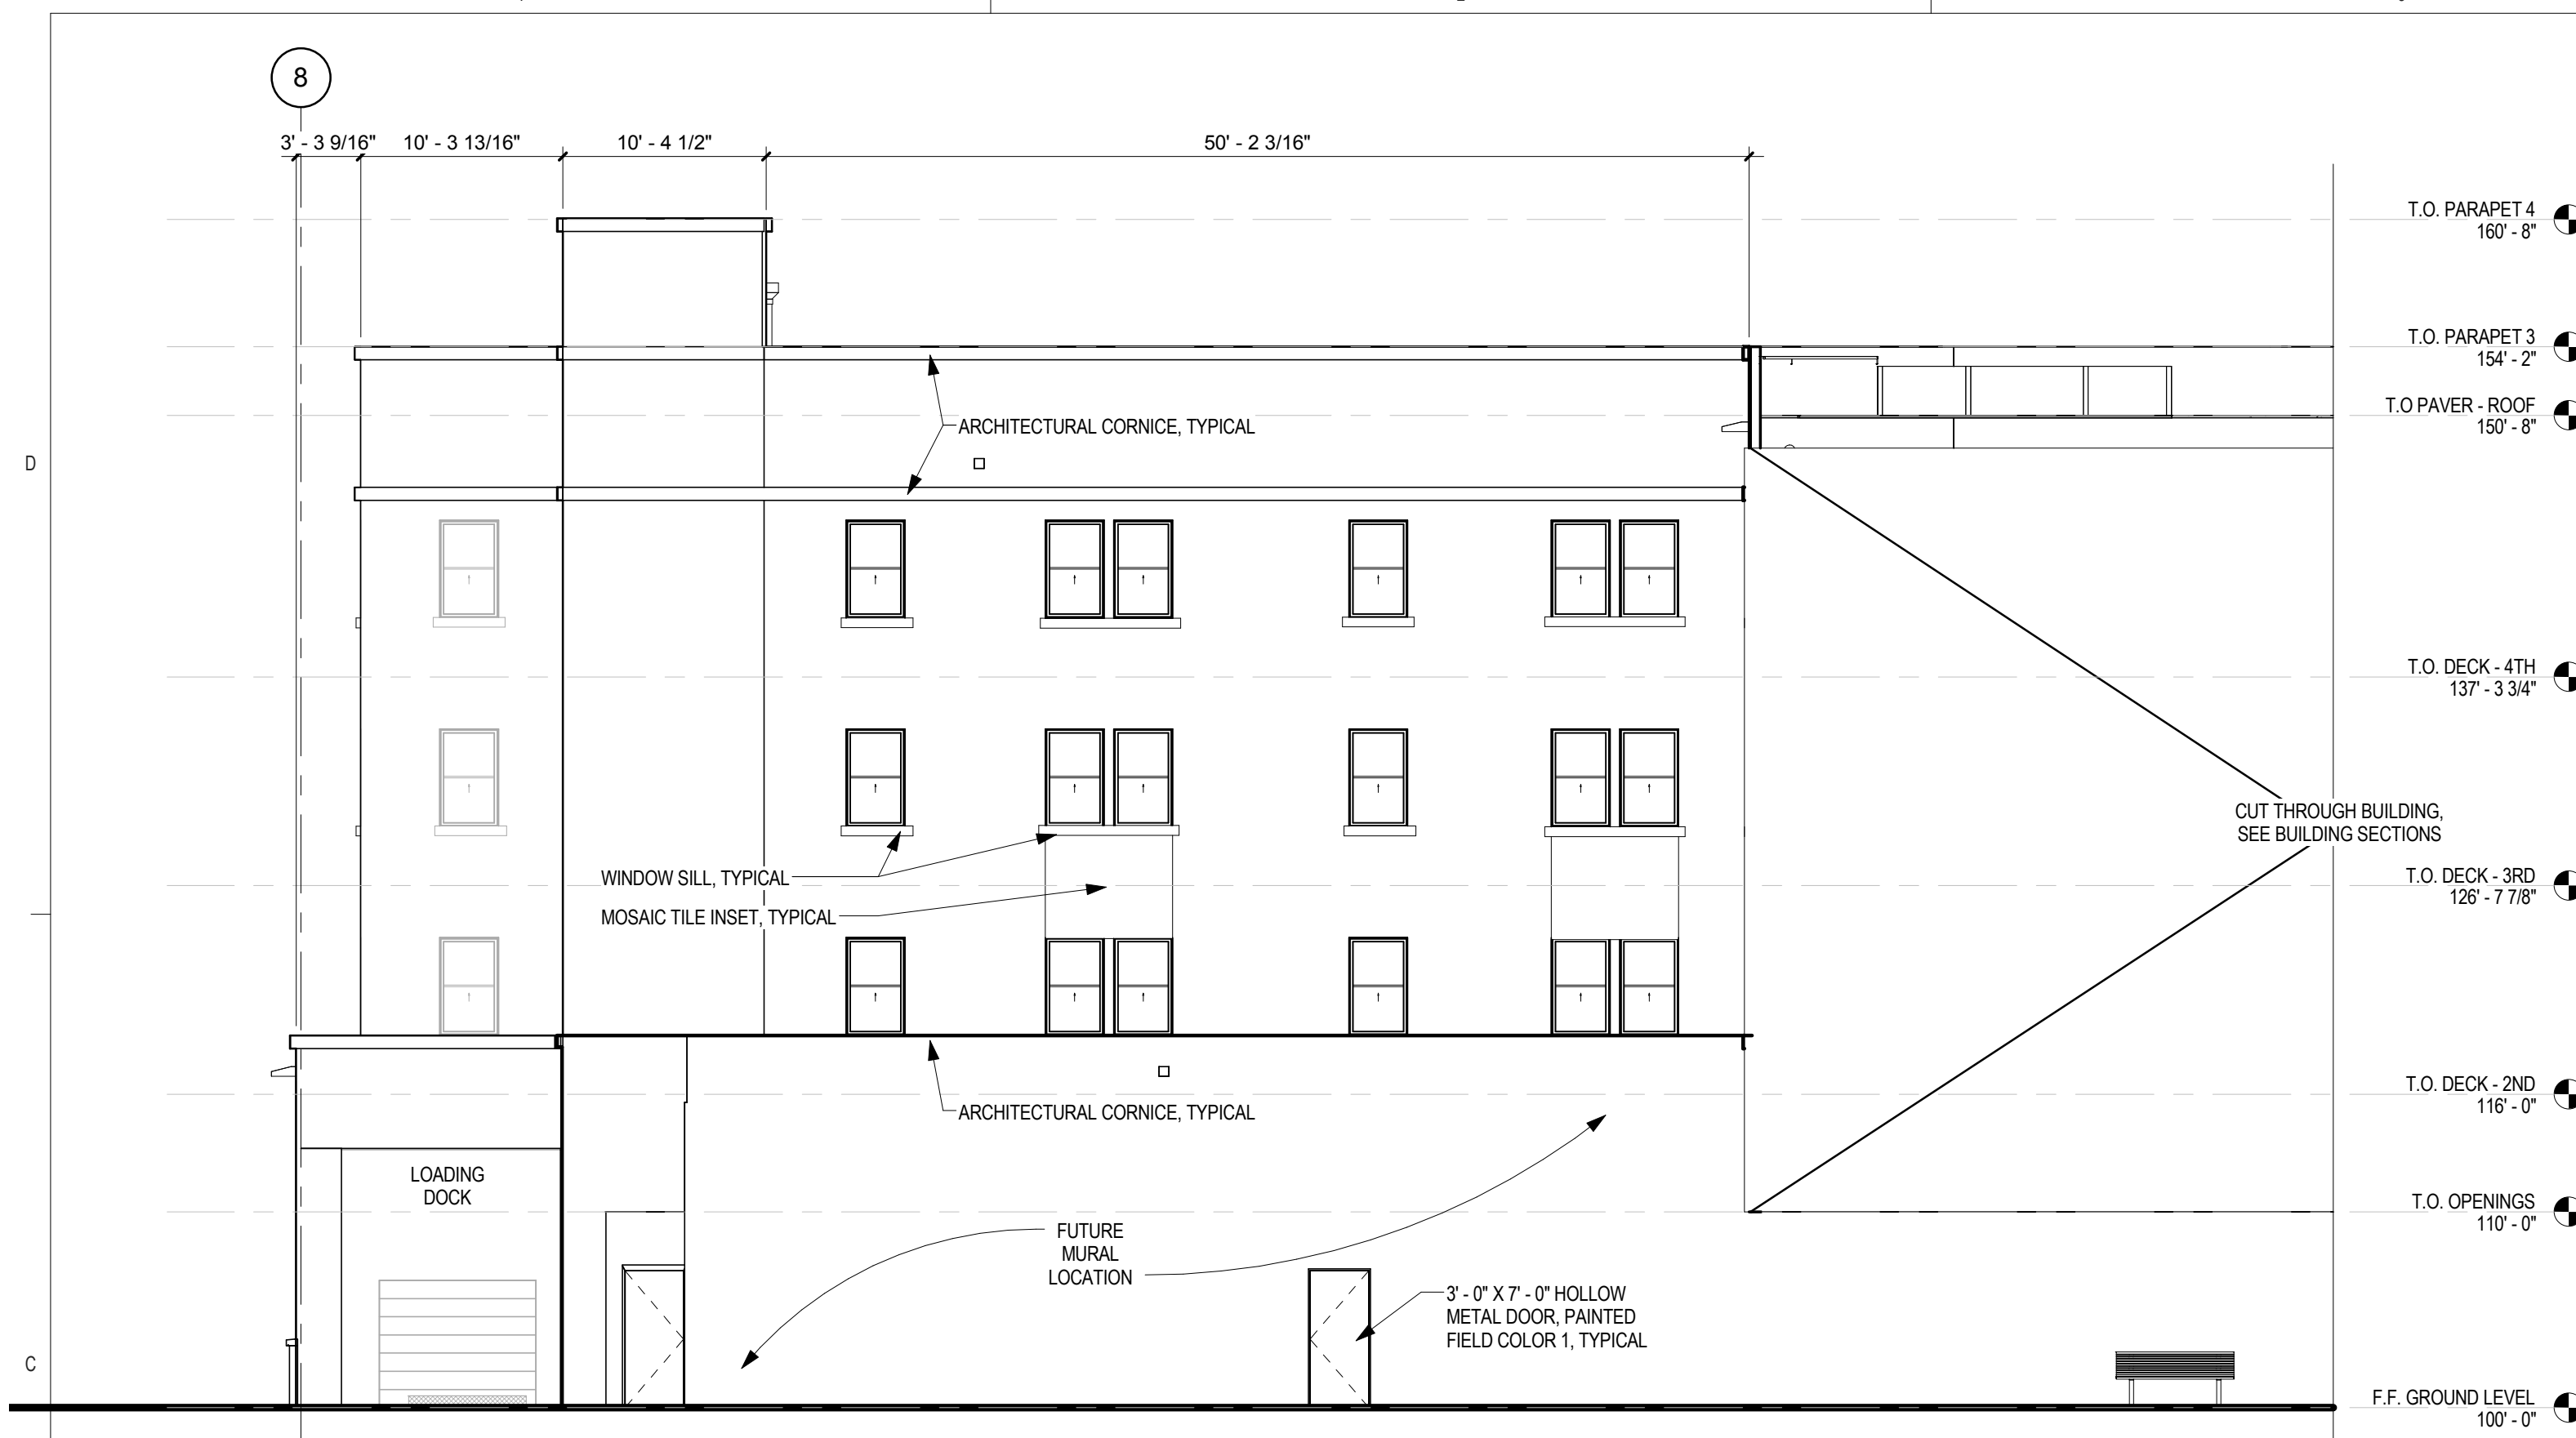 8
3' - 3 9/16"
10' - 3 13/16"
10' - 4 1/2"
50' - 2 3/16"
T.O. PARAPET 4
160' - 8"
T.O. PARAPET 3
154' - 2"
T.O PAVER - ROOF
150' - 8"
ARCHITECTURAL CORNICE, TYPICAL
D
T.O. DECK - 4TH
137' - 3 3/4"
CUT THROUGH BUILDING,
SEE BUILDING SECTIONS
WINDOW SILL, TYPICAL
MOSAIC TILE INSET, TYPICAL
T.O. DECK - 3RD
126' - 7 7/8"
T.O. DECK - 2ND
116' - 0"
ARCHITECTURAL CORNICE, TYPICAL
LOADING
DOCK
T.O. OPENINGS
110' - 0"
FUTURE
MURAL
LOCATION
3' - 0" X 7' - 0" HOLLOW
METAL DOOR, PAINTED
FIELD COLOR 1, TYPICAL
C
F.F. GROUND LEVEL
100' - 0"